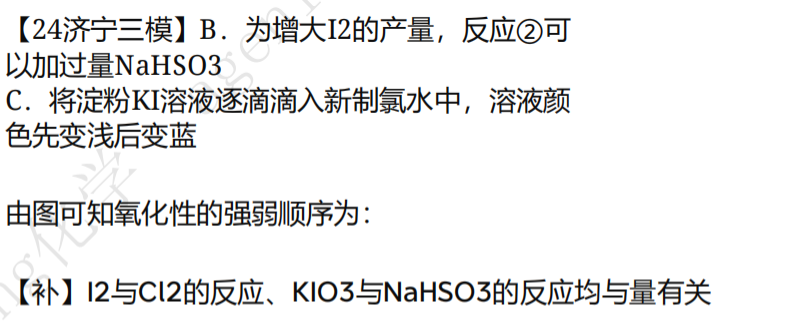 【24济宁三模】B．为增大I2的产量，反应②可
以加过量NaHSO3
C．将淀粉KI溶液逐滴滴入新制氯水中，溶液颜
色先变浅后变蓝
由图可知氧化性的强弱顺序为：
【补】I2与Cl2的反应、KIO3与NaHSO3的反应均与量有关